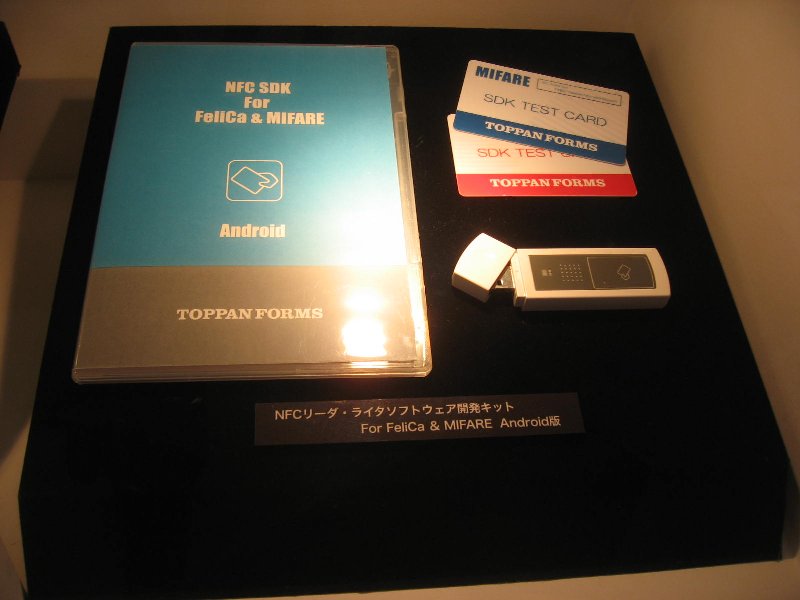 NFC SDK
For
FeliCa & MIFARE
Android
TOPPAN FORMS
MIFARE
SDK TEST CARD
TOPPAN FORMS
SDK TEST
TOPPAN FORMS
NFCリーダ・ライタソフトウェア開発キット
For FeliCa & MIFARE Android版